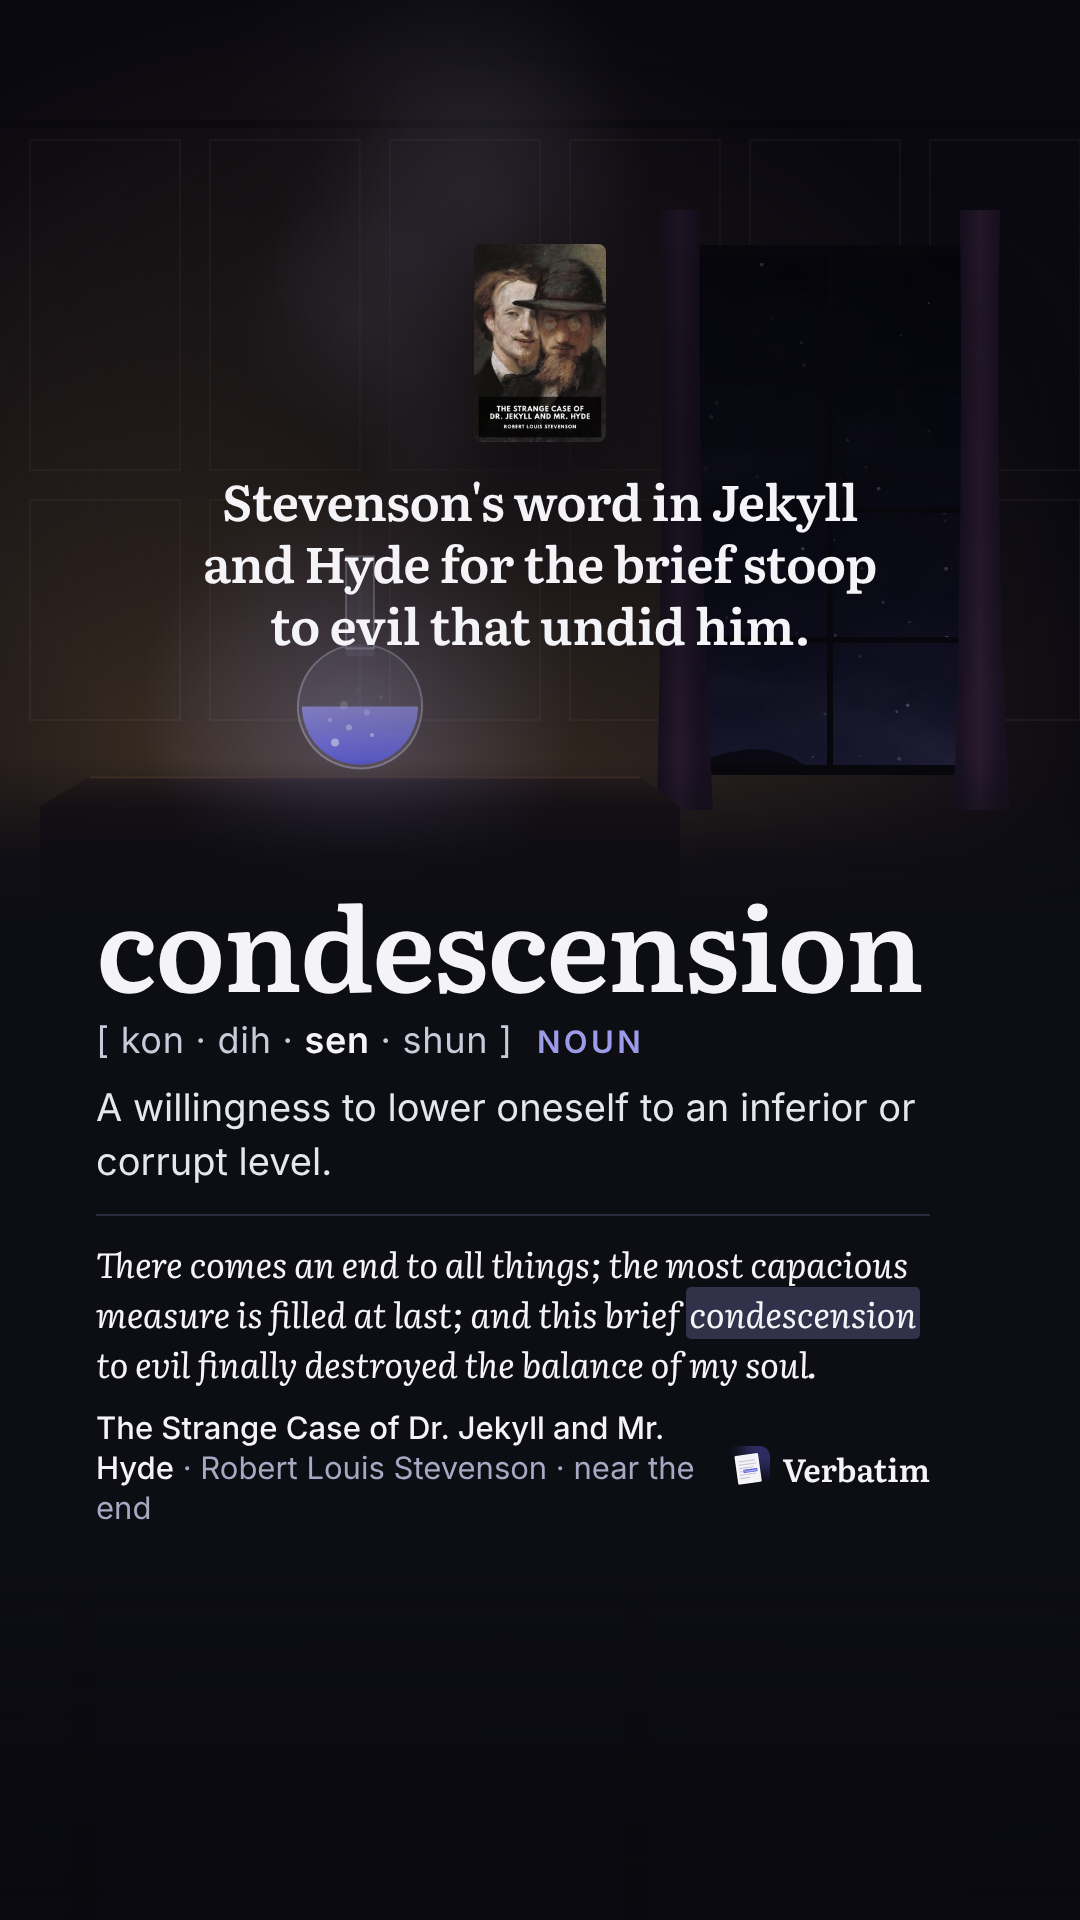 THE STRANGE CASE OF
DR. JEKYLL AND MR. HYDE
ROBERT LOUIS STEVENSON
Stevenson's word in Jekyll
and Hyde for the brief stoop
to evil that undid him.
condescension
[ kon · dih · sen · shun ] NOUN
A willingness to lower oneself to an inferior or
corrupt level.
There comes an end to all things; the most capacious
measure is filled at last; and this brief condescension
to evil finally destroyed the balance of my soul.
The Strange Case of Dr. Jekyll and Mr.
Hyde · Robert Louis Stevenson · near the
end
Verbatim